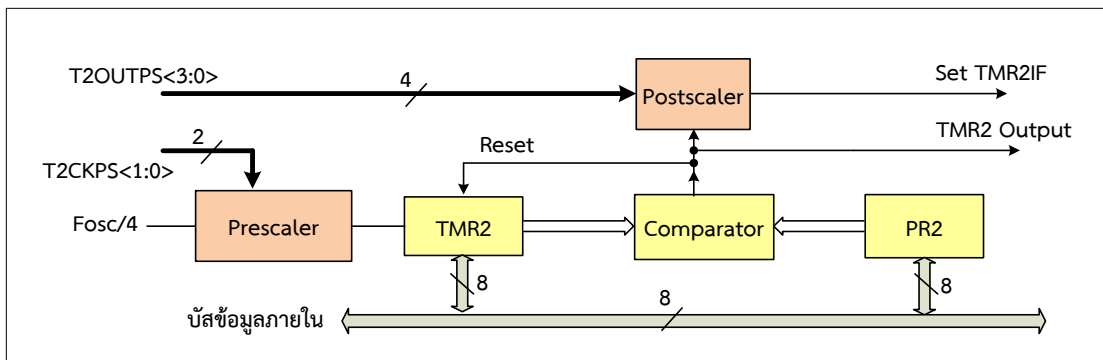 T2OUTPS<3:0>
4
Postscaler
Set TMR2IF
TMR2 Output
2
Reset
T2CKPS<1:0>
Fosc/4
Prescaler
TMR2
Comparator
PR2
8
8
8
บัสข้อมูลภายใน